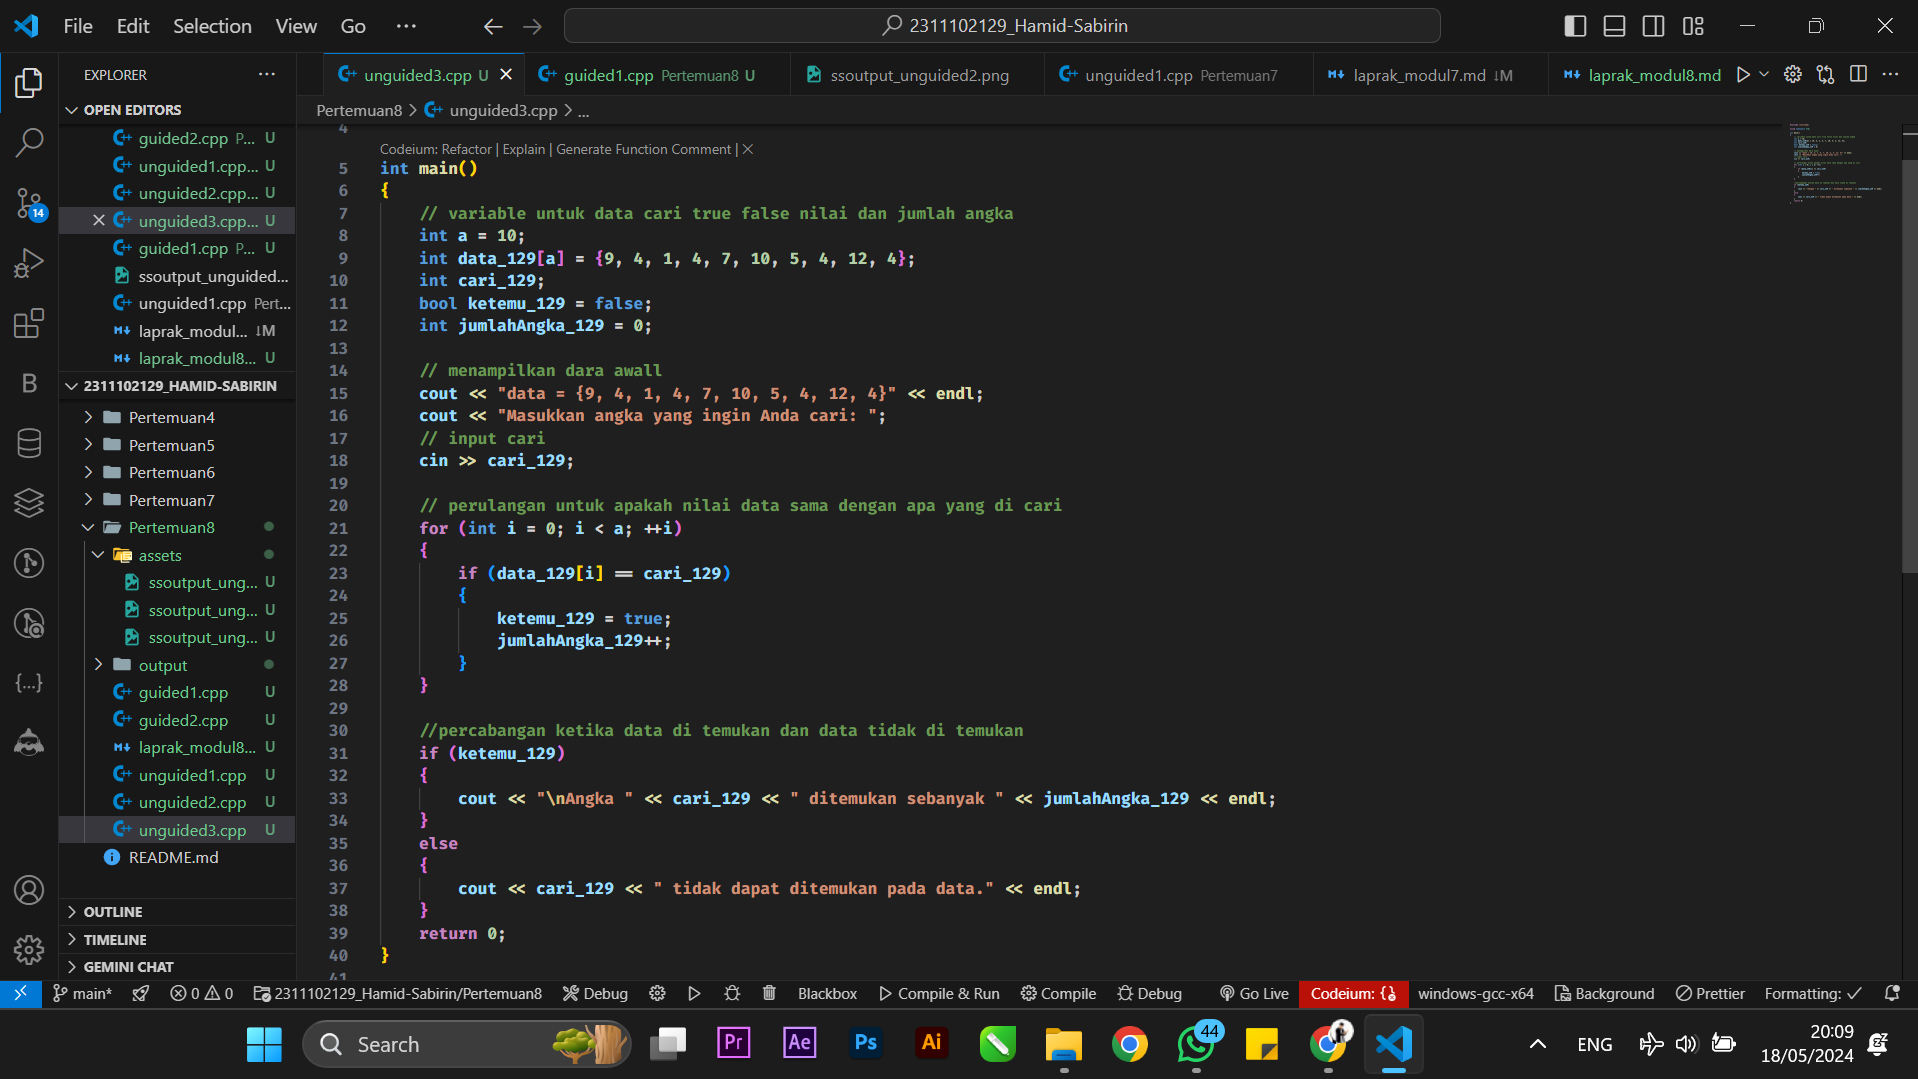 File Edit Selection View Go ··· 2311102129_Hamid-Sabirin
EXPLORER ···
OPEN EDITORS
guided2.cpp P... U
unguided1.cpp...  U
unguided2.cpp... U
unguided3.cpp... U
guided1.cpp P... U
ssoutput_unguided...
unguided1.cpp Pert...
laprak_modul... ↓M
laprak_modul8... U
2311102129_HAMID-SABIRIN
Pertemuan4
Pertemuan5
Pertemuan6
Pertemuan7
Pertemuan8
assets
ssoutput_ung... U
ssoutput_ung... U
ssoutput_ung... U
output
guided1.cpp U
guided2.cpp U
laprak_modul8... U
unguided1.cpp U
unguided2.cpp U
unguided3.cpp U
README.md
OUTLINE
TIMELINE
GEMINI CHAT
14
B
{...}
unguided3.cpp U guided1.cpp Pertemuan8 U ssoutput_unguided2.png unguided1.cpp Pertemuan7 laprak_modul7.md ↓M laprak_modul8.md ···
Pertemuan8 > unguided3.cpp > ...
4
Codeium: Refactor | Explain | Generate Function Comment | ✕
5 int main()
6 {
7 // variable untuk data cari true false nilai dan jumlah angka
8 int a = 10;
9 int data_129[a] = {9, 4, 1, 4, 7, 10, 5, 4, 12, 4};
10 int cari_129;
11 bool ketemu_129 = false;
12 int jumlahAngka_129 = 0;
13
14 // menampilkan dara awall
15 cout << "data = {9, 4, 1, 4, 7, 10, 5, 4, 12, 4}" << endl;
16 cout << "Masukkan angka yang ingin Anda cari: ";
17 // input cari
18 cin >> cari_129;
19
20 // perulangan untuk apakah nilai data sama dengan apa yang di cari
21 for (int i = 0; i < a; ++i)
22 {
23 if (data_129[i] == cari_129)
24 {
25 ketemu_129 = true;
26 jumlahAngka_129++;
27 }
28 }
29
30 //percabangan ketika data di temukan dan data tidak di temukan
31 if (ketemu_129)
32 {
33 cout << "\nAngka " << cari_129 << " ditemukan sebanyak " << jumlahAngka_129 << endl;
34 }
35 else
36 {
37 cout << cari_129 << " tidak dapat ditemukan pada data." << endl;
38 }
39 return 0;
40 }
41
main* 0 0 2311102129_Hamid-Sabirin/Pertemuan8 Debug Blackbox Compile & Run Compile Debug Go Live Codeium: {} windows-gcc-x64 Background Prettier Formatting: ✓
Search Pr Ae Ps Ai 44 ENG 20:09
18/05/2024